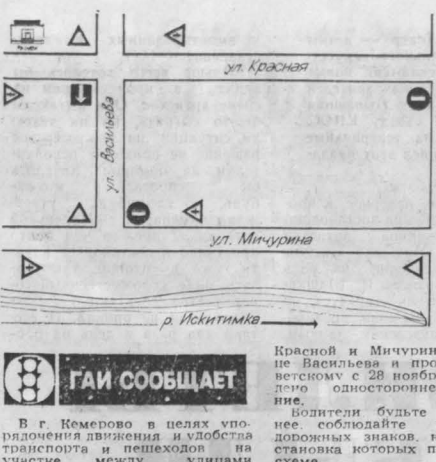 ул. Красная
ул. Васильева
ул. Мичурина
р. Искитимка
ГАИ СООБЩАЕТ
В г. Кемерово в целях упо-
рядочения движения и удобства
транспорта и пешеходов на
участке между улицами
Красной и Мичурин
це Васильева и про
ветскому с 28 ноябр
дено односторонне
ние.
Водители будьте
нее, соблюдайте
дорожных знаков, 
становка которых п
схеме.